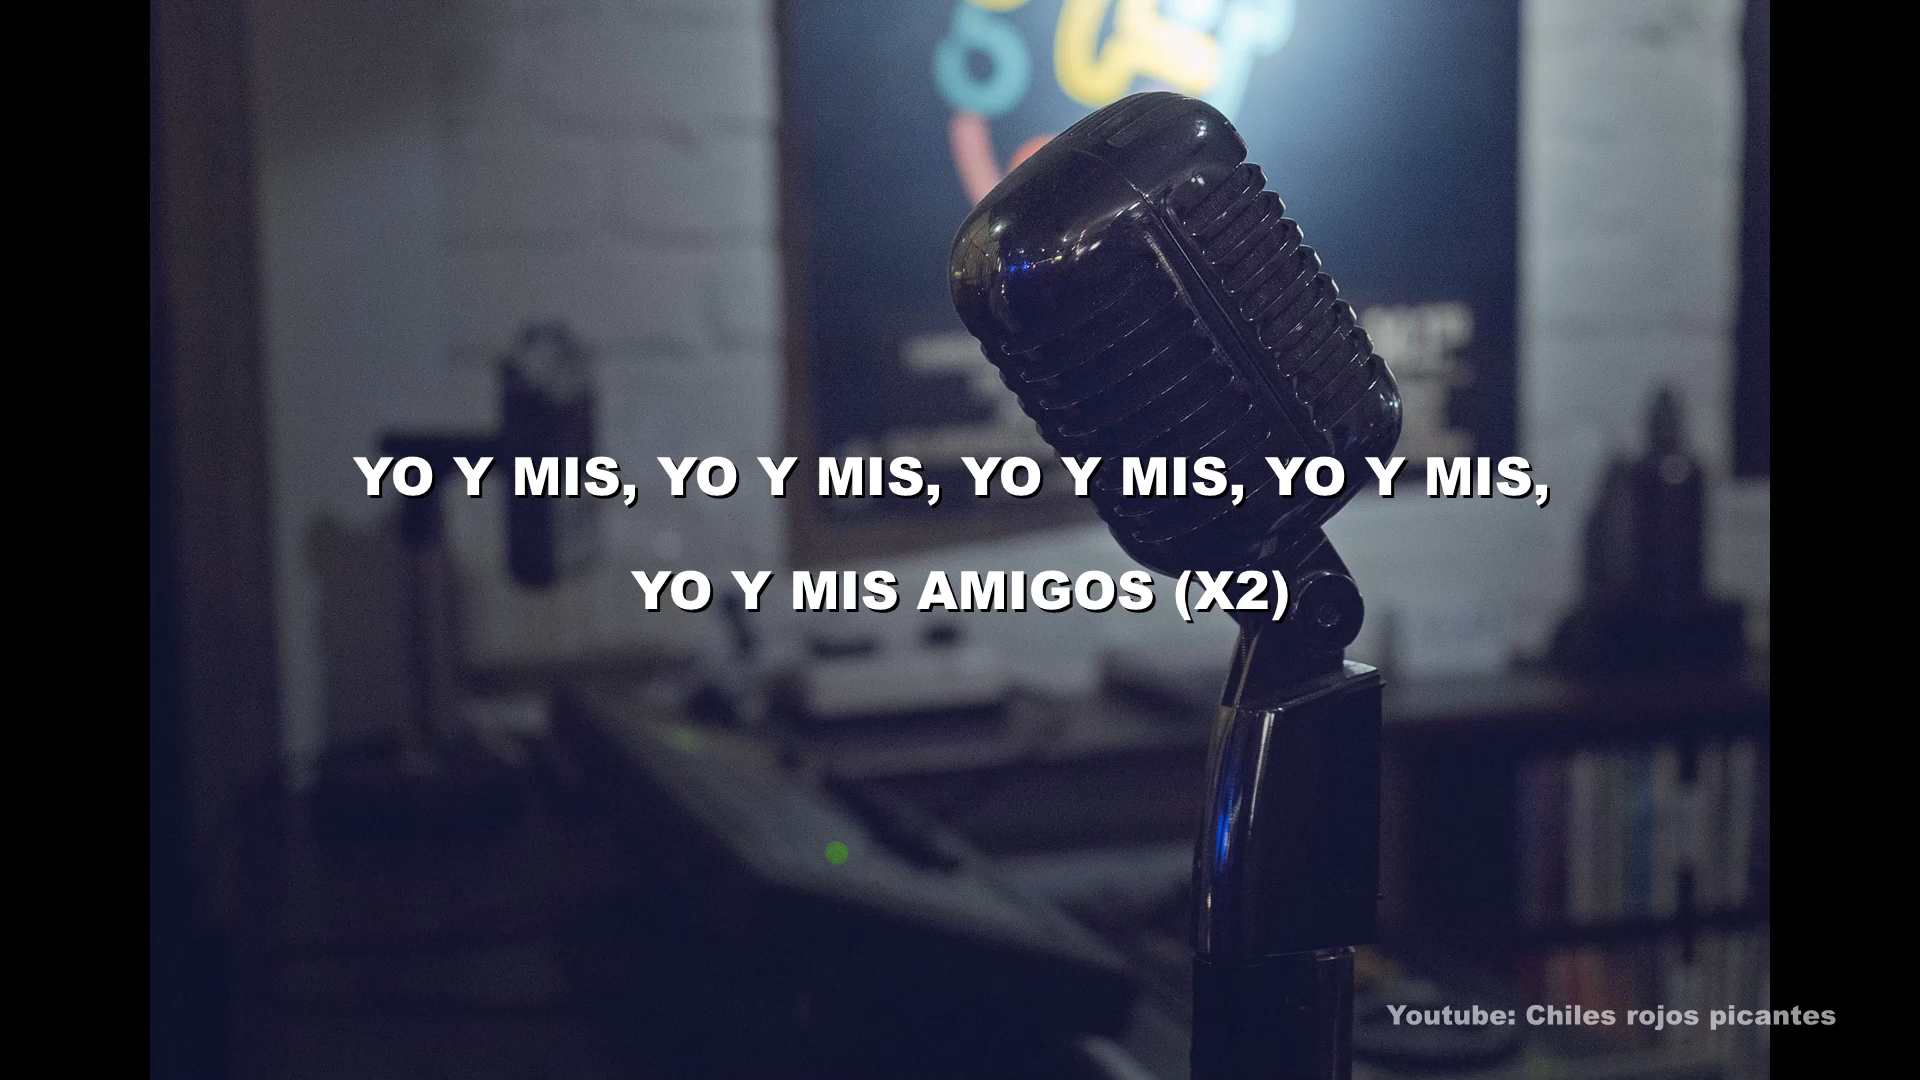 YO Y MIS, YO Y MIS, YO Y MIS, YO Y MIS,
YO Y MIS AMIGOS (X2)
Youtube: Chiles rojos picantes